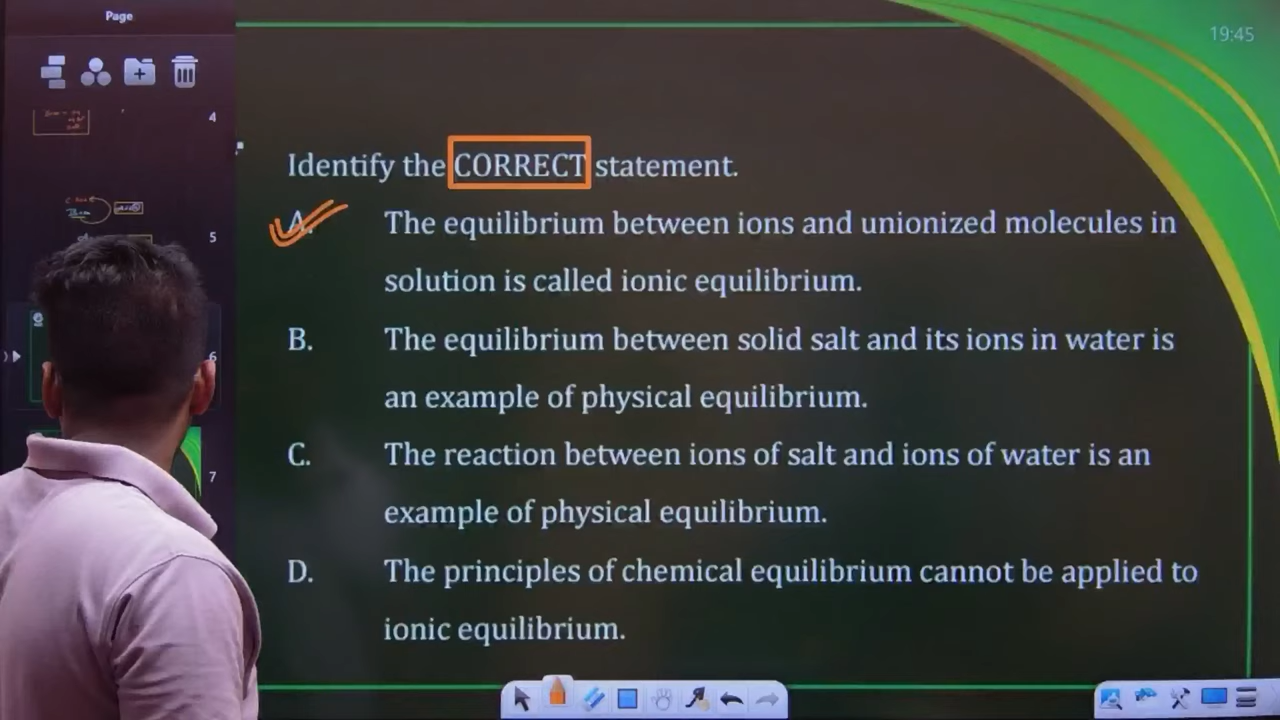 Page
19:45
4
5
6
7
Identify the CORRECT statement.
A. The equilibrium between ions and unionized molecules in
solution is called ionic equilibrium.
B. The equilibrium between solid salt and its ions in water is
an example of physical equilibrium.
C. The reaction between ions of salt and ions of water is an
example of physical equilibrium.
D. The principles of chemical equilibrium cannot be applied to
ionic equilibrium.